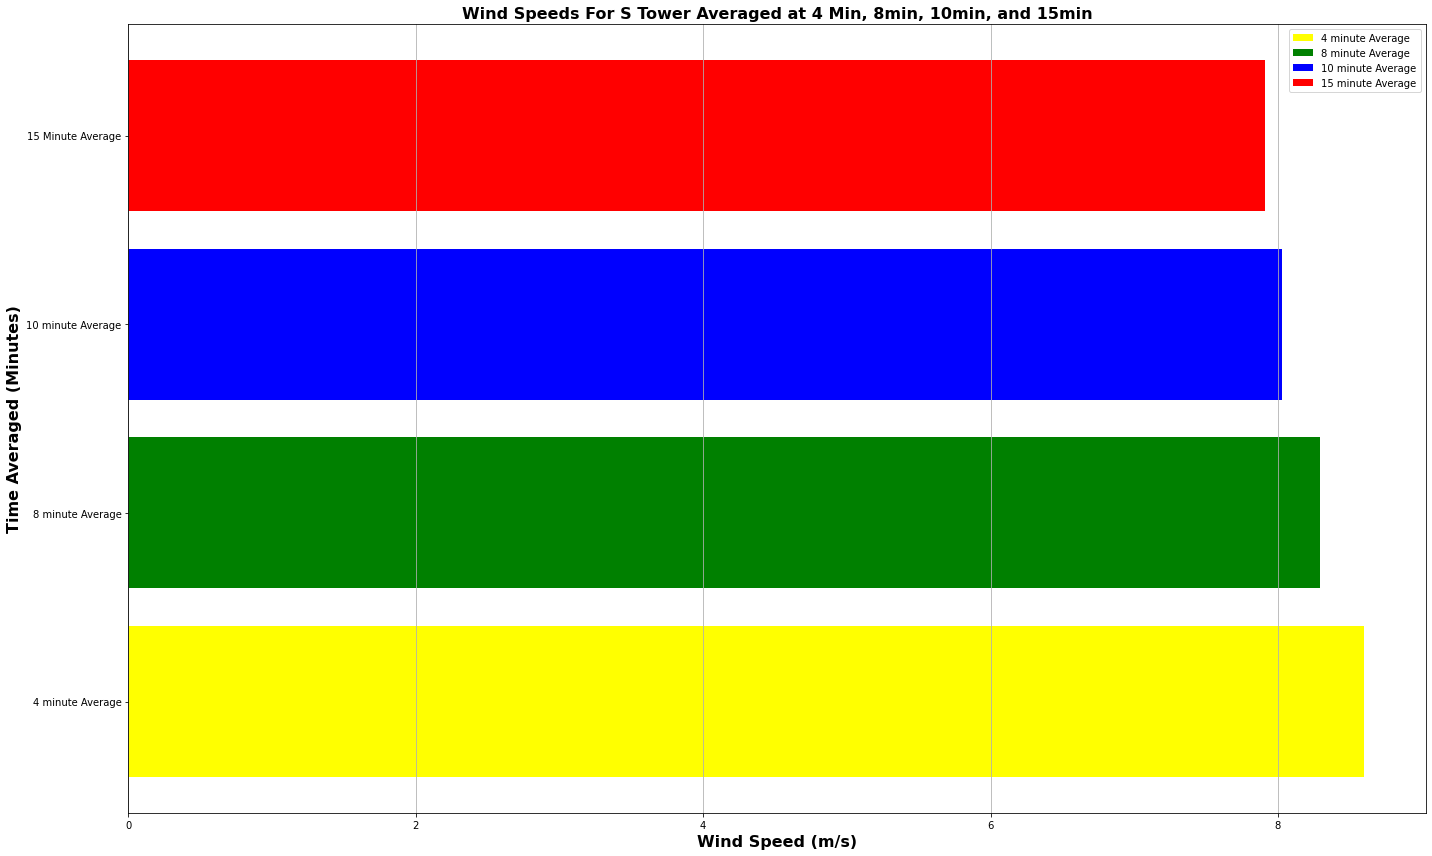 Wind Speeds For S Tower Averaged at 4 Min, 8min, 10min, and 15min
4 minute Average
8 minute Average
10 minute Average
15 minute Average
Time Averaged (Minutes)
15 Minute Average
10 minute Average
8 minute Average
4 minute Average
0 2 4 6 8
Wind Speed (m/s)